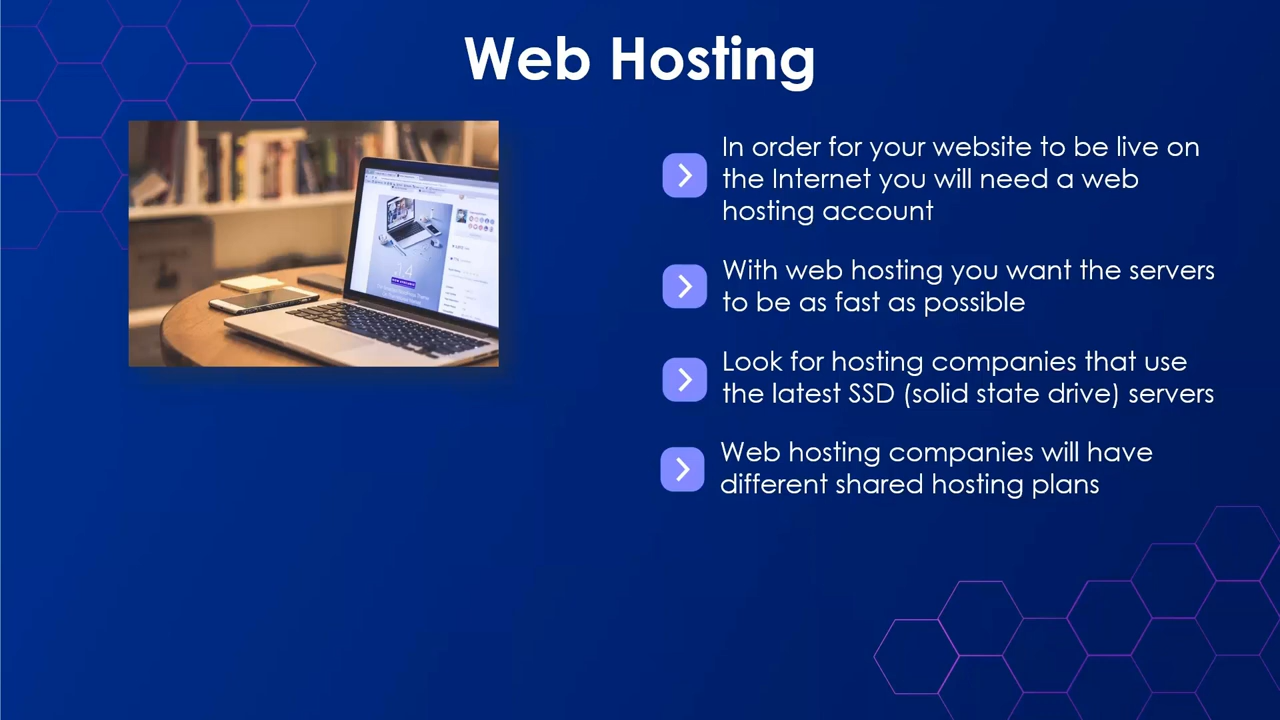 Web Hosting
In order for your website to be live on
the Internet you will need a web
hosting account
With web hosting you want the servers
to be as fast as possible
Look for hosting companies that use
the latest SSD (solid state drive) servers
Web hosting companies will have
different shared hosting plans